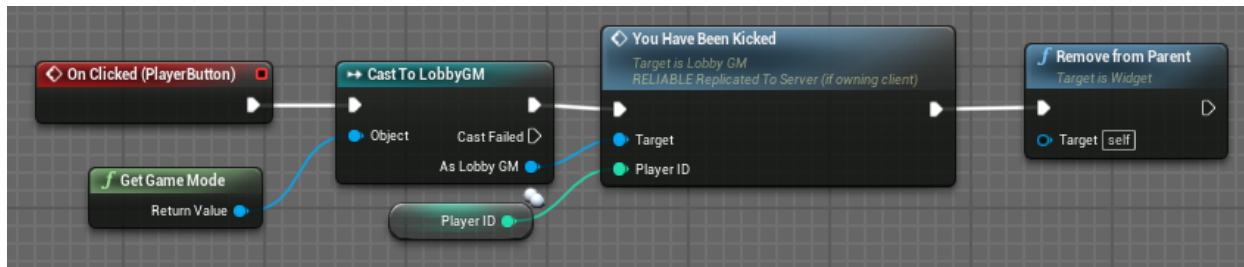 On Clicked (PlayerButton)
Get Game Mode
Return Value
Cast To LobbyGM
Object
Cast Failed
As Lobby GM
Player ID
You Have Been Kicked
Target is Lobby GM
RELIABLE Replicated To Server (if owning client)
Target
Player ID
f Remove from Parent
Target is Widget
Target self